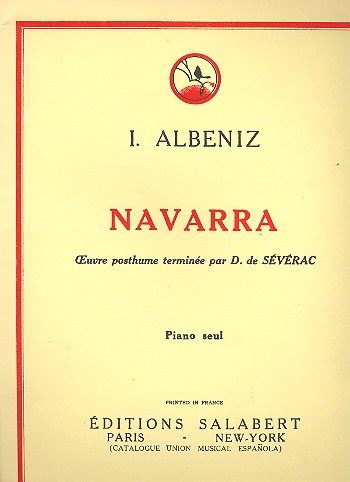 I. ALBENIZ
NAVARRA
Œuvre posthume terminée par D. de SÉVÉRAC
Piano seul
PRINTED IN FRANCE
ÉDITIONS SALABERT
PARIS - NEW-YORK
(CATALOGUE UNION MUSICAL ESPAÑOLA)